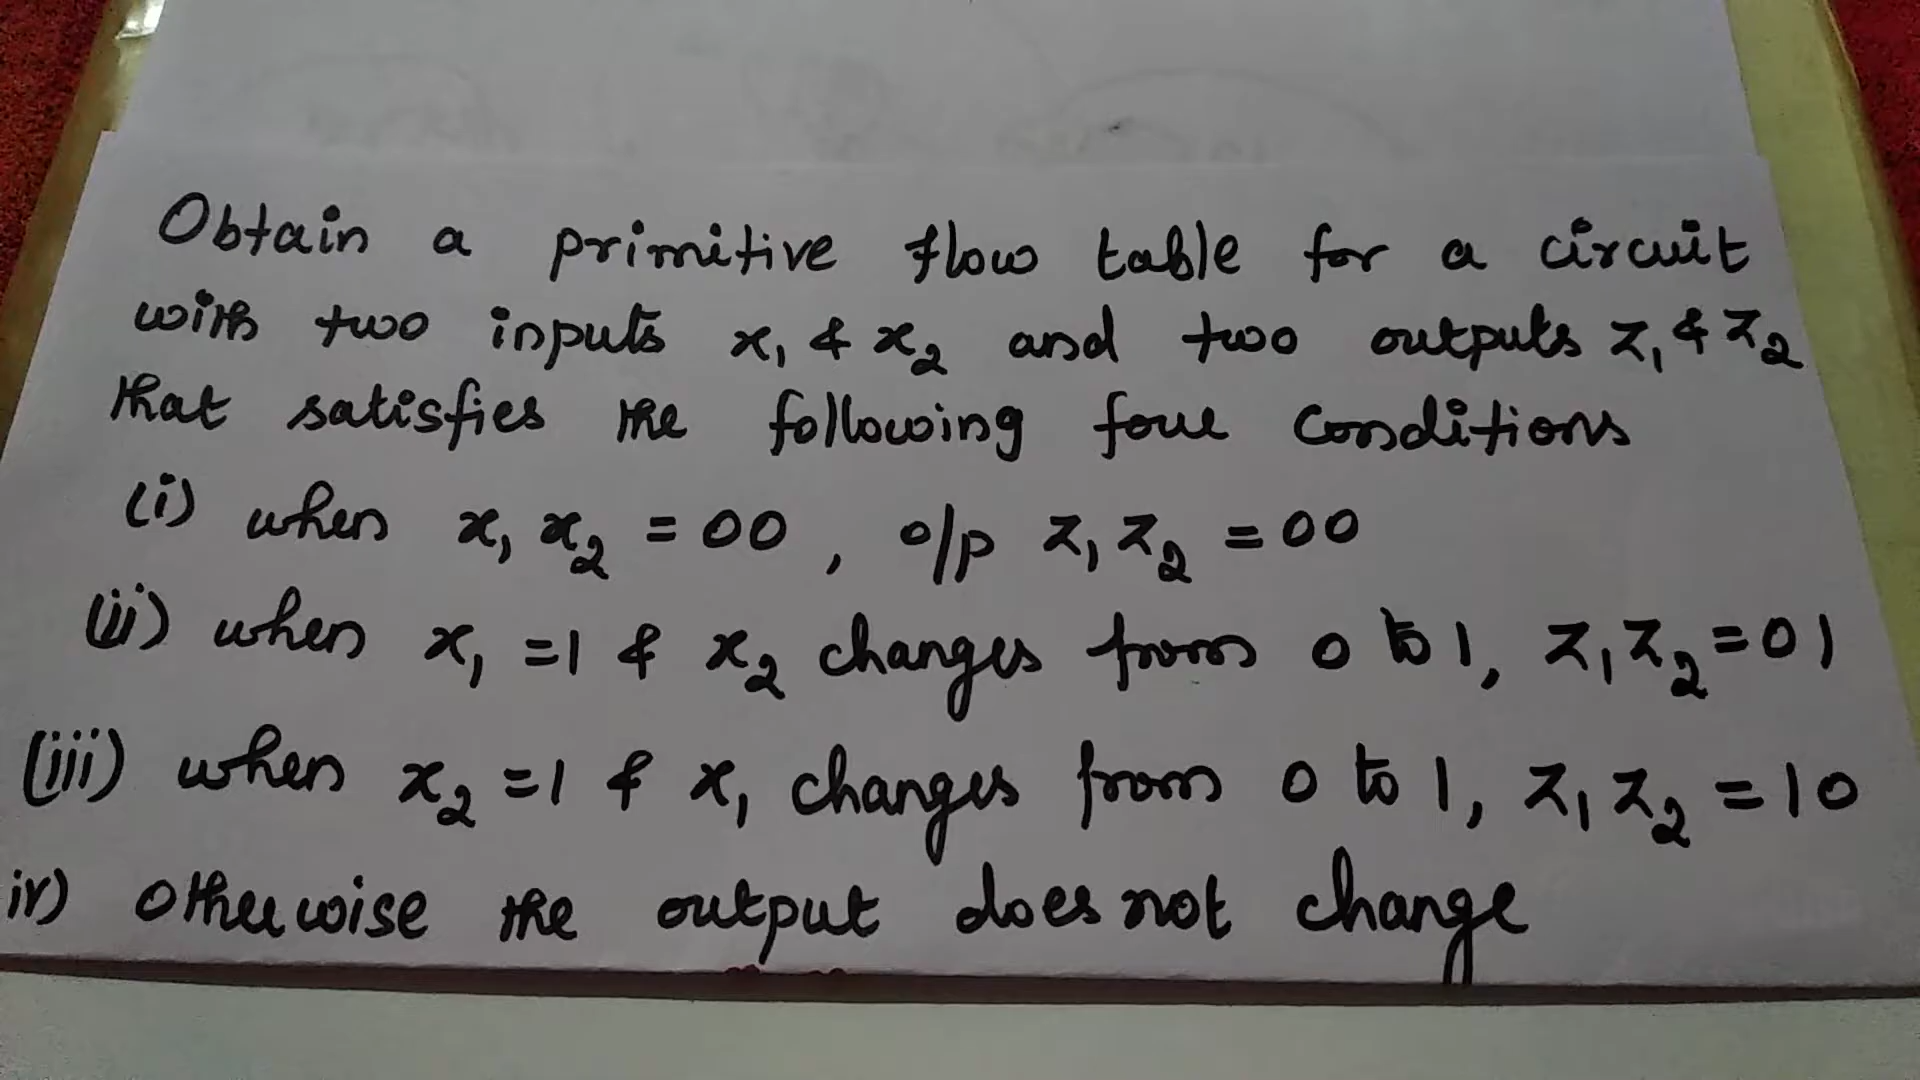 Obtain a primitive flow table for a circuit
with two inputs x₁ & x₂ and two outputs z₁ & z₂
that satisfies the following four conditions
(i) when x₁ x₂ = 00 , o/p z₁ z₂ = 00
(ii) when x₁ = 1 & x₂ changes from 0 to 1, z₁ z₂ = 01
(iii) when x₂ = 1 & x₁ changes from 0 to 1, z₁ z₂ = 10
iv) otherwise the output does not change